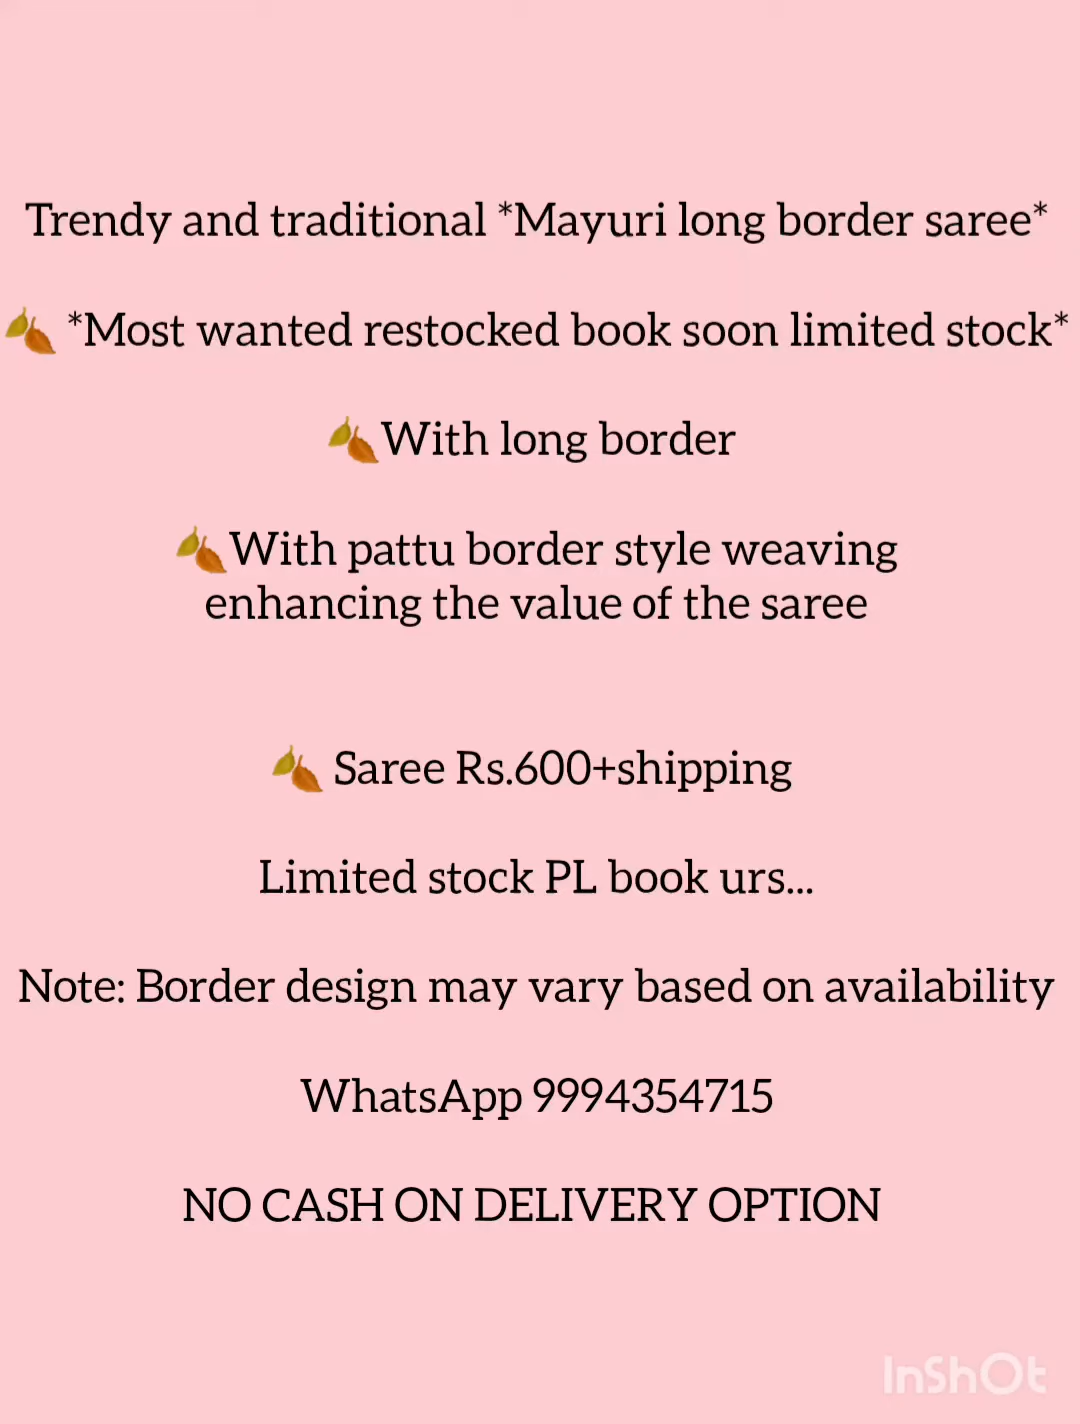 Trendy and traditional *Mayuri long border saree*
🍂 *Most wanted restocked book soon limited stock*
🍂With long border
🍂With pattu border style weaving
enhancing the value of the saree
🍂 Saree Rs.600+shipping
Limited stock PL book urs...
Note: Border design may vary based on availability
WhatsApp 9994354715
NO CASH ON DELIVERY OPTION
InShOt